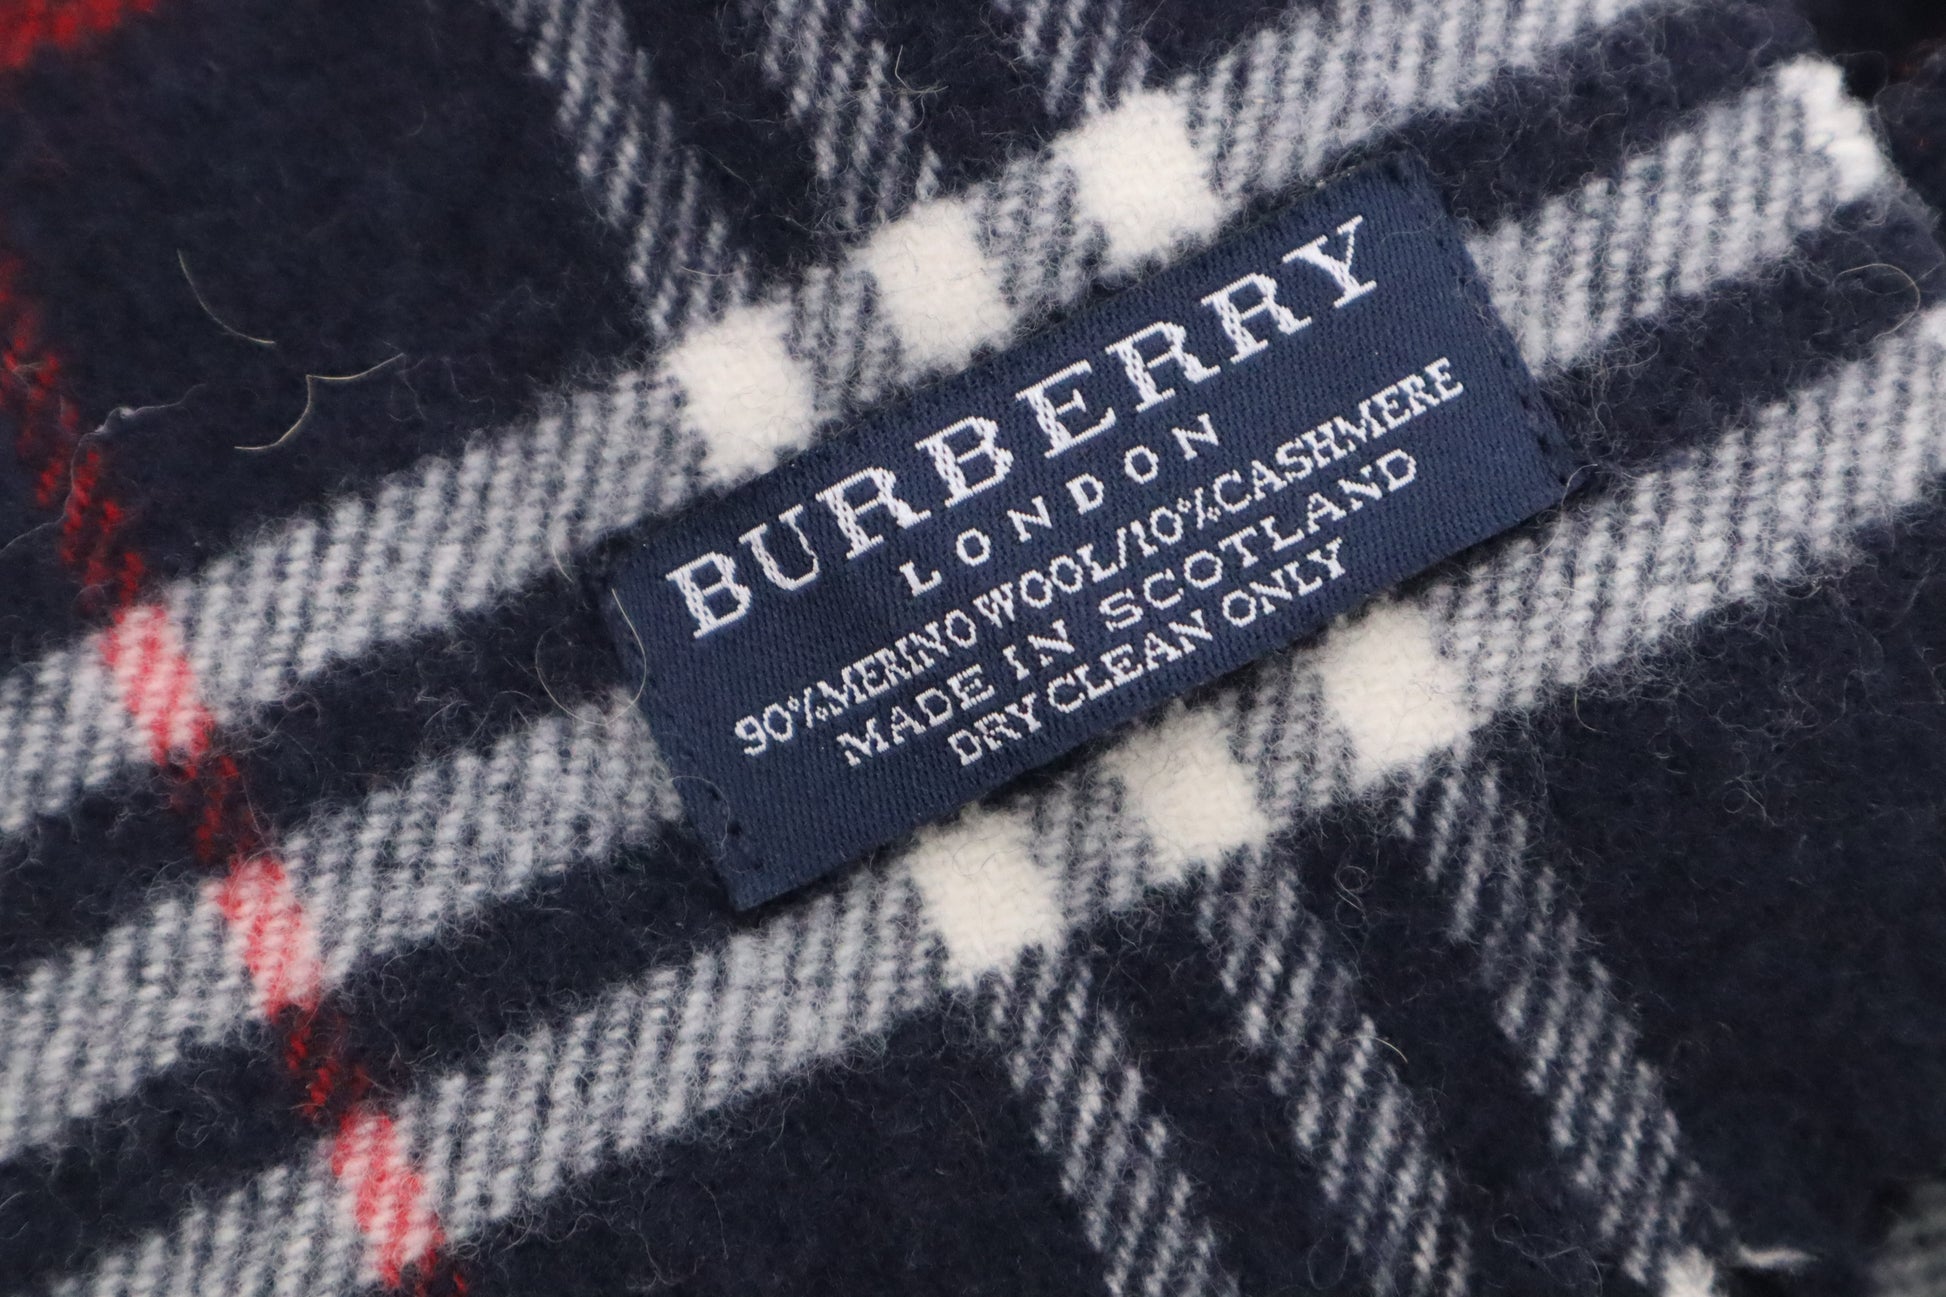 BURBERRY
LONDON
90%MERINO WOOL/10%CASHMERE
MADE IN SCOTLAND
DRY CLEAN ONLY